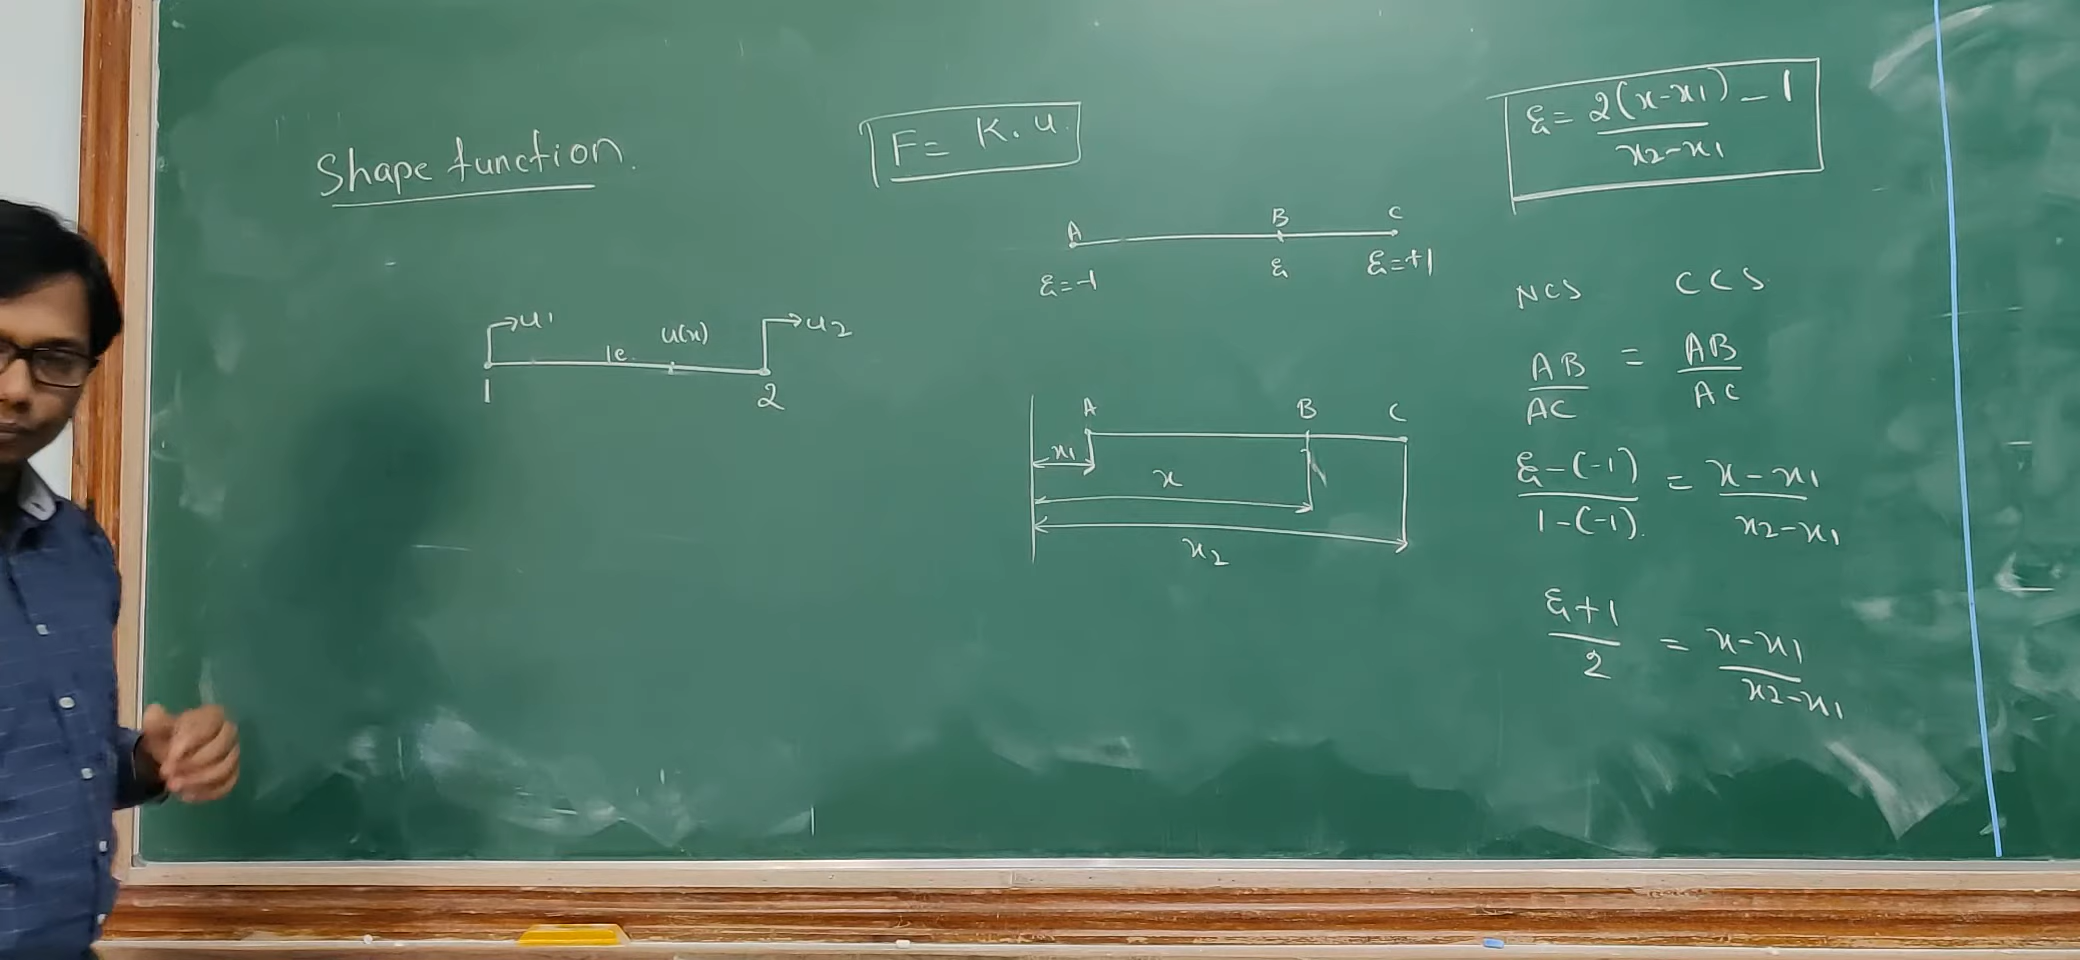 Shape function.
F = K.u.
ξ = 2(x-x1) / x2-x1 - 1
A B C
ξ=-1 ξ ξ=+1
u1 u(x) u2
1 e 2
A B C
x1
x
x2
NCS CCS
AB/AC = AB/AC
ξ-(-1) / 1-(-1) = x-x1 / x2-x1
ξ+1 / 2 = x-x1 / x2-x1